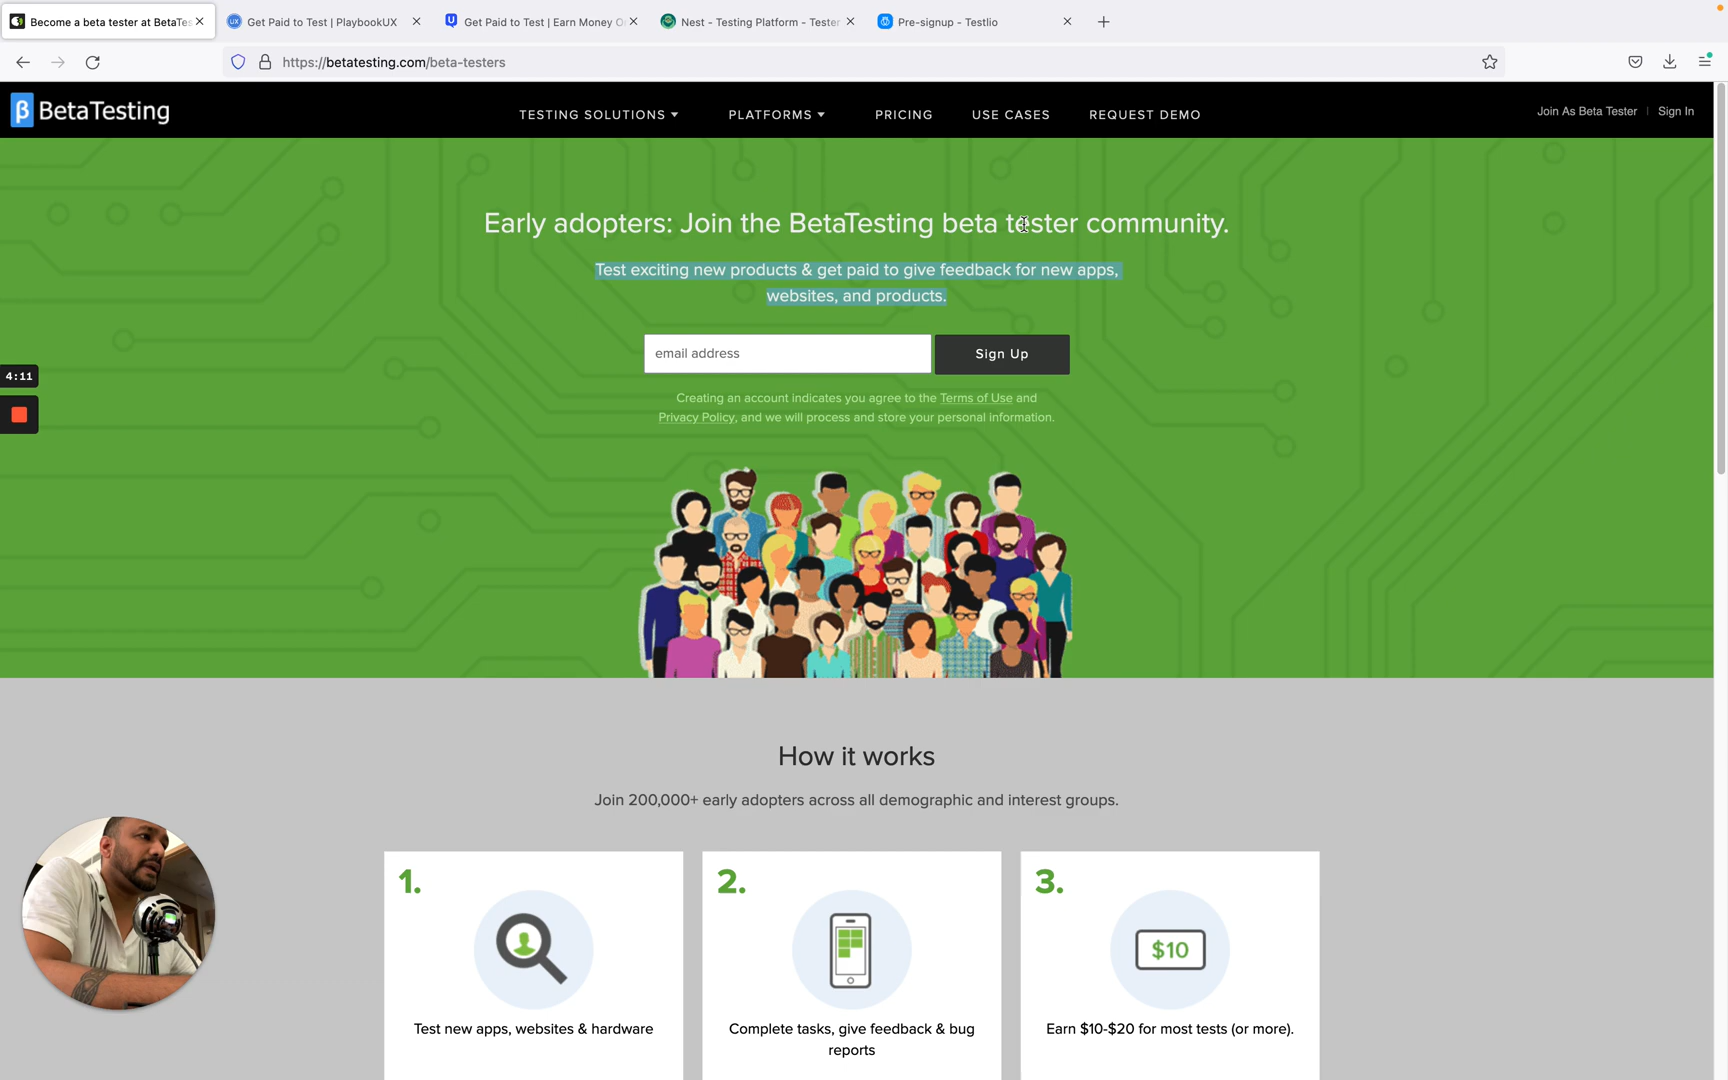 Become a beta tester at BetaTes
Get Paid to Test | PlaybookUX
Get Paid to Test | Earn Money O
Nest - Testing Platform - Tester
Pre-signup - Testlio
https://betatesting.com/beta-testers
β BetaTesting
TESTING SOLUTIONS
PLATFORMS
PRICING
USE CASES
REQUEST DEMO
Join As Beta Tester
Sign In
Early adopters: Join the BetaTesting beta tester community.
Test exciting new products & get paid to give feedback for new apps,
websites, and products.
email address
Sign Up
4:11
Creating an account indicates you agree to the Terms of Use and
Privacy Policy, and we will process and store your personal information.
How it works
Join 200,000+ early adopters across all demographic and interest groups.
1.
2.
3.
$10
Test new apps, websites & hardware
Complete tasks, give feedback & bug
reports
Earn $10-$20 for most tests (or more).